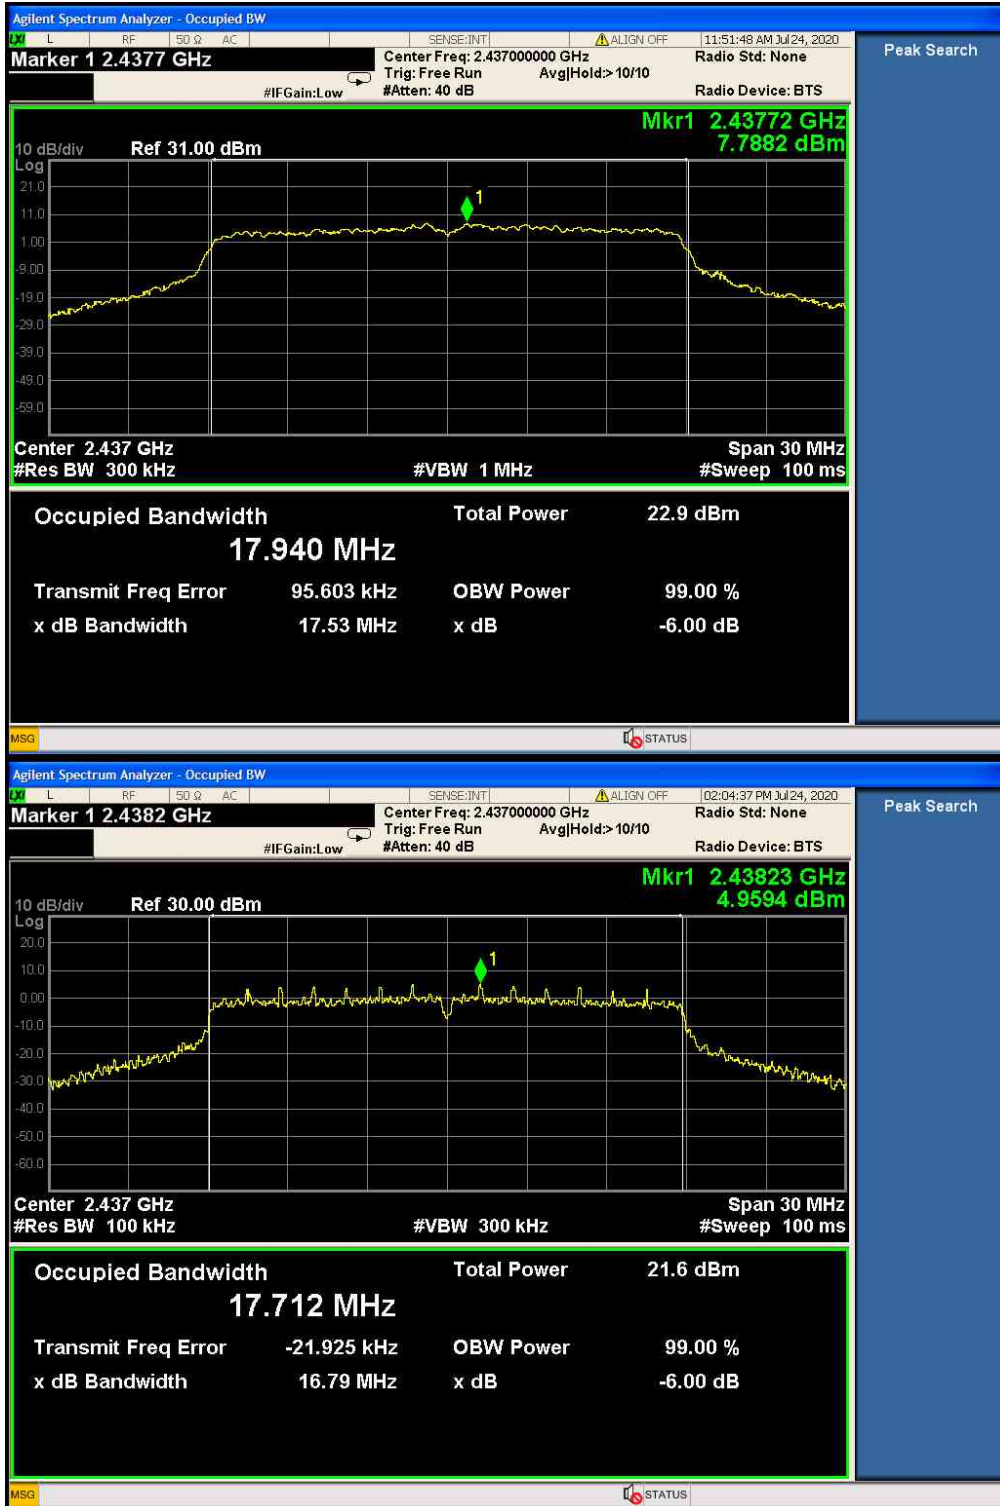 Agilent Spectrum Analyzer - Occupied BW
LXI L RF 50 Ω AC SENSE:INT ALIGN OFF 11:51:48 AM Jul 24, 2020
Marker 1 2.4377 GHz
Center Freq: 2.437000000 GHz
Radio Std: None
Peak Search
Trig: Free Run Avg|Hold:> 10/10
#IFGain:Low #Atten: 40 dB Radio Device: BTS
Mkr1 2.43772 GHz
7.7882 dBm
10 dB/div Ref 31.00 dBm
Log
21.0
11.0
1.00
-9.00
-19.0
-29.0
-39.0
-49.0
-59.0
1
Center 2.437 GHz Span 30 MHz
#Res BW 300 kHz #VBW 1 MHz #Sweep 100 ms
Occupied Bandwidth Total Power 22.9 dBm
17.940 MHz
Transmit Freq Error 95.603 kHz OBW Power 99.00 %
x dB Bandwidth 17.53 MHz x dB -6.00 dB
MSG STATUS
Agilent Spectrum Analyzer - Occupied BW
LXI L RF 50 Ω AC SENSE:INT ALIGN OFF 02:04:37 PM Jul 24, 2020
Marker 1 2.4382 GHz
Center Freq: 2.437000000 GHz
Radio Std: None
Peak Search
Trig: Free Run Avg|Hold:> 10/10
#IFGain:Low #Atten: 40 dB Radio Device: BTS
Mkr1 2.43823 GHz
4.9594 dBm
10 dB/div Ref 30.00 dBm
Log
20.0
10.0
0.00
-10.0
-20.0
-30.0
-40.0
-50.0
-60.0
1
Center 2.437 GHz Span 30 MHz
#Res BW 100 kHz #VBW 300 kHz #Sweep 100 ms
Occupied Bandwidth Total Power 21.6 dBm
17.712 MHz
Transmit Freq Error -21.925 kHz OBW Power 99.00 %
x dB Bandwidth 16.79 MHz x dB -6.00 dB
MSG STATUS